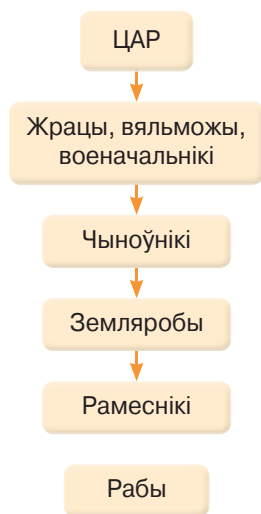 ЦАР
Жрацы, вяльможы,
военачальнікі
Чыноўнікі
Земляробы
Рамеснікі
Рабы